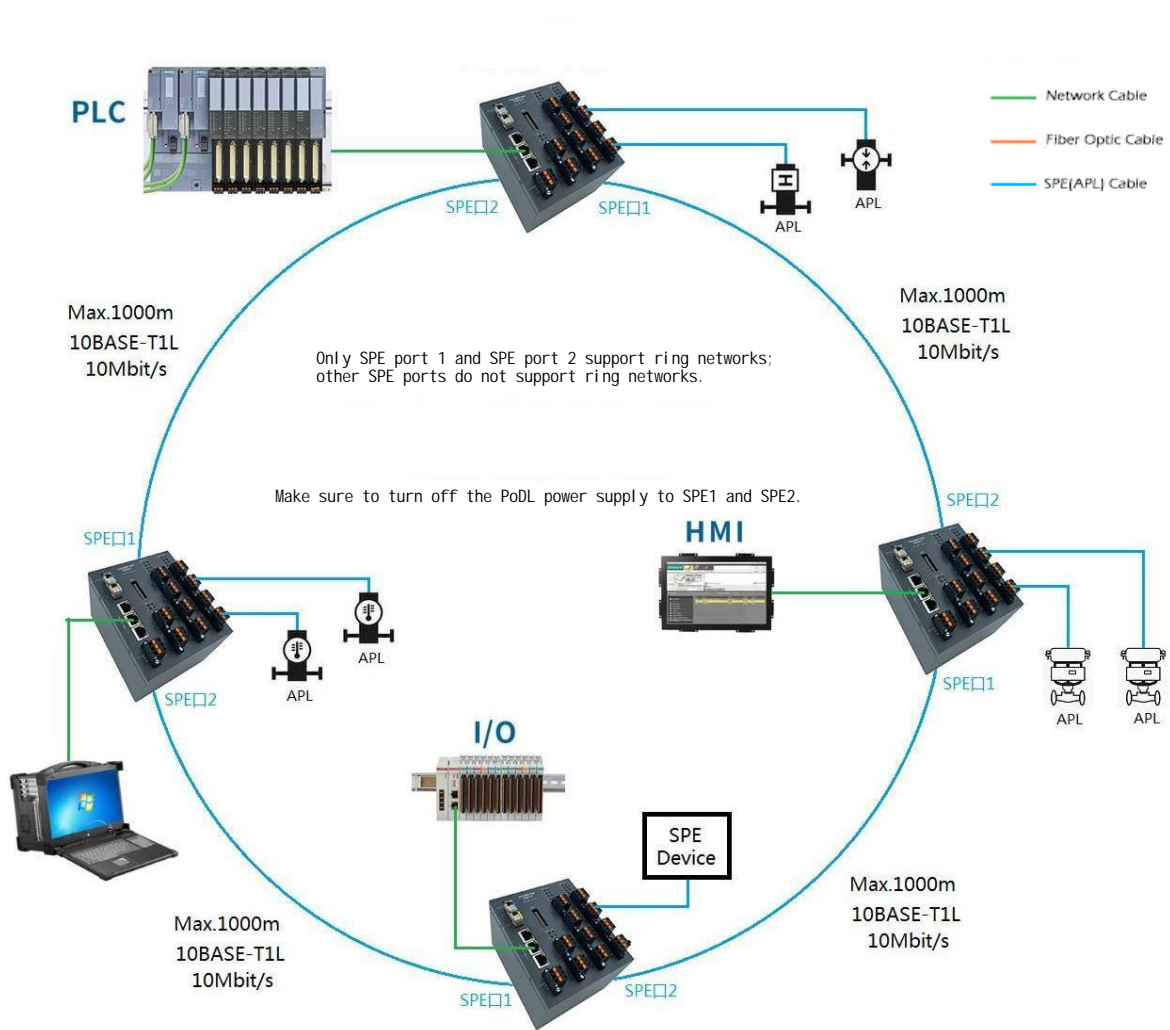 PLC
Network Cable
Fiber Optic Cable
SPE(APL) Cable
SPE口2
SPE口1
APL
APL
Max.1000m
10BASE-T1L
10Mbit/s
Max.1000m
10BASE-T1L
10Mbit/s
Only SPE port 1 and SPE port 2 support ring networks;
other SPE ports do not support ring networks.
Make sure to turn off the PoDL power supply to SPE1 and SPE2.
SPE口1
HMI
SPE口2
APL
APL
SPE口2
SPE口1
APL
APL
I/O
SPE
Device
Max.1000m
10BASE-T1L
10Mbit/s
Max.1000m
10BASE-T1L
10Mbit/s
SPE口1
SPE口2